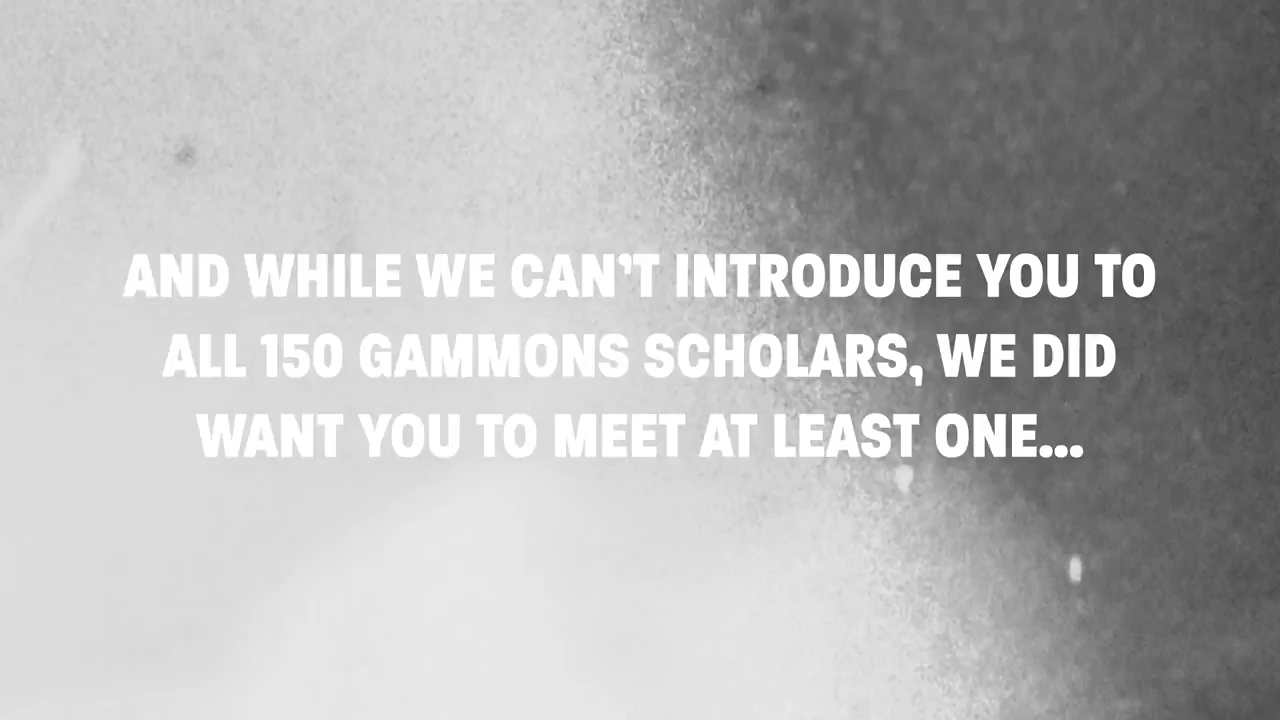 AND WHILE WE CAN’T INTRODUCE YOU TO
ALL 150 GAMMONS SCHOLARS, WE DID
WANT YOU TO MEET AT LEAST ONE...